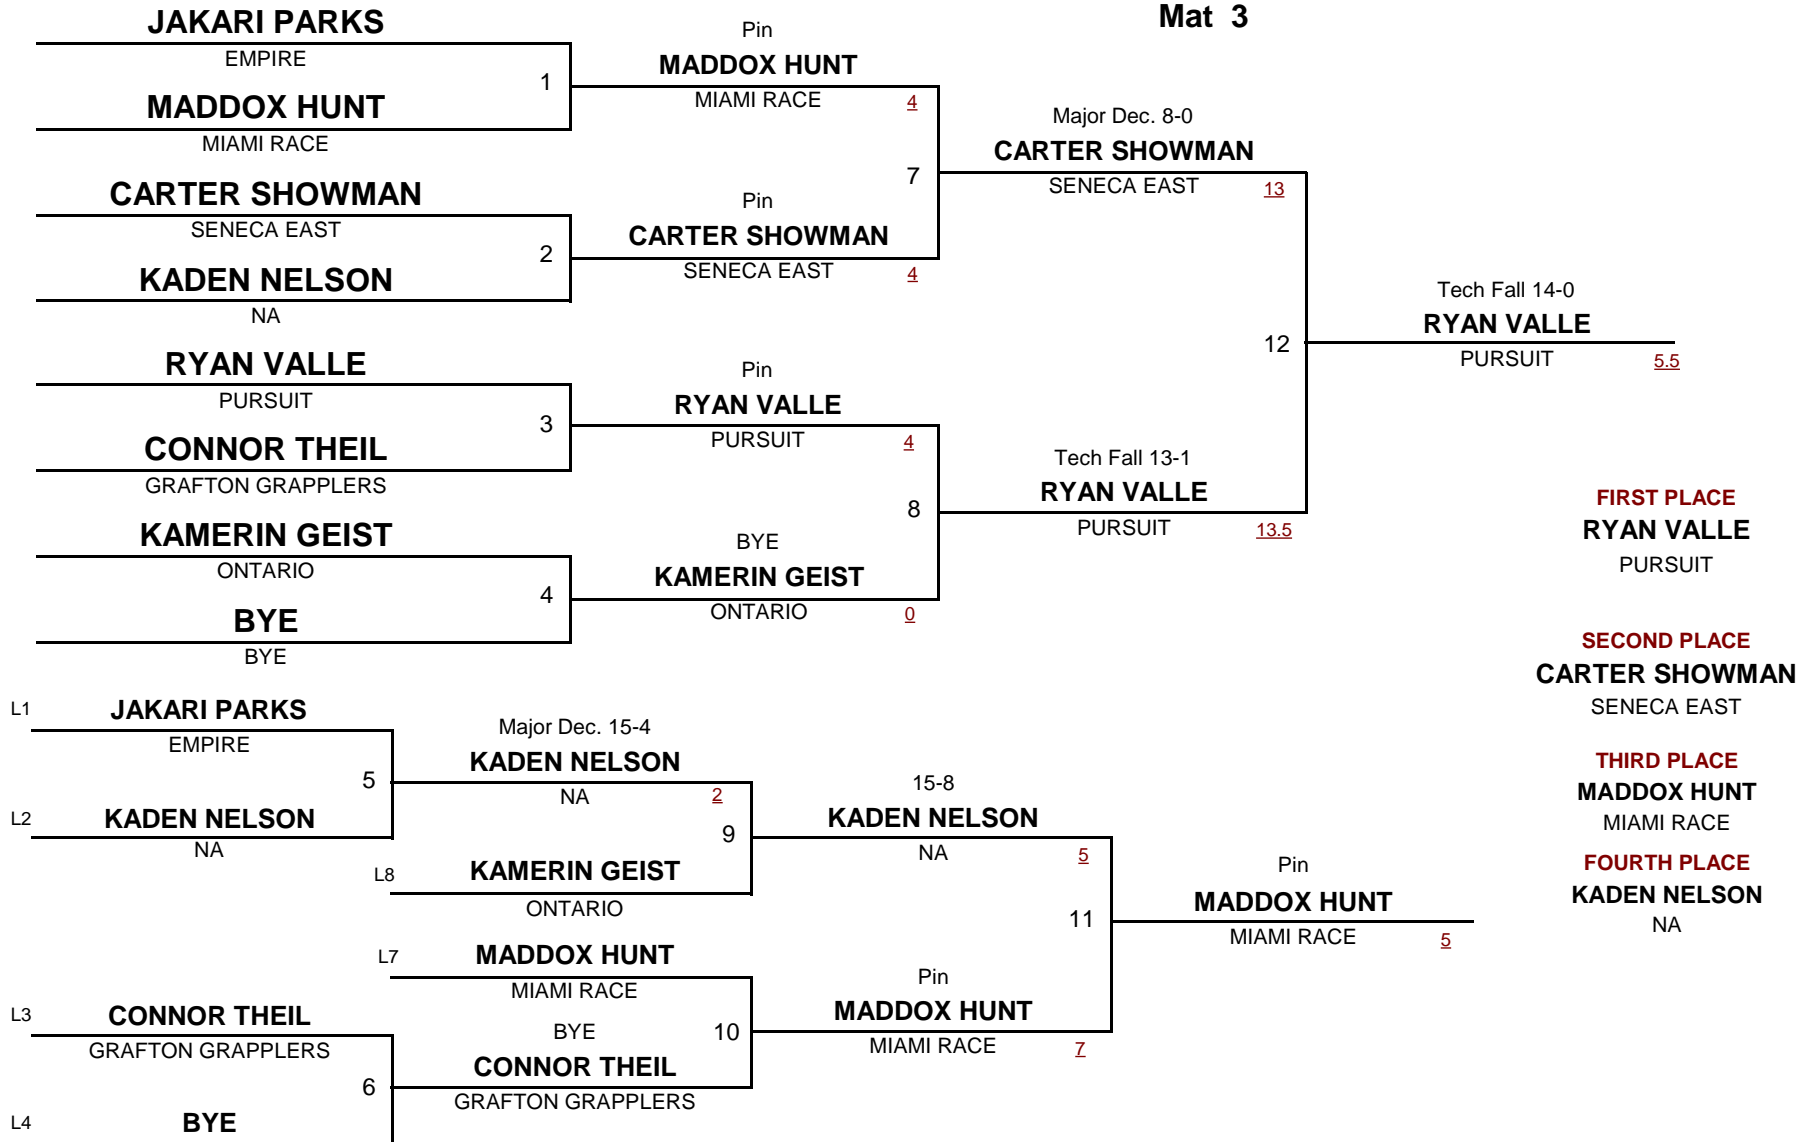 Mat 3
JAKARI PARKS
EMPIRE
1
MADDOX HUNT
MIAMI RACE
CARTER SHOWMAN
SENECA EAST
2
KADEN NELSON
NA
RYAN VALLE
PURSUIT
3
CONNOR THEIL
GRAFTON GRAPPLERS
KAMERIN GEIST
ONTARIO
4
BYE
BYE
Pin
MADDOX HUNT
MIAMI RACE 4
7
Pin
CARTER SHOWMAN
SENECA EAST 4
Pin
RYAN VALLE
PURSUIT 4
8
BYE
KAMERIN GEIST
ONTARIO 0
Major Dec. 8-0
CARTER SHOWMAN
SENECA EAST 13
12
Tech Fall 13-1
RYAN VALLE
PURSUIT 13.5
Tech Fall 14-0
RYAN VALLE
PURSUIT 5.5
FIRST PLACE
RYAN VALLE
PURSUIT
SECOND PLACE
CARTER SHOWMAN
SENECA EAST
THIRD PLACE
MADDOX HUNT
MIAMI RACE
FOURTH PLACE
KADEN NELSON
NA
L1 JAKARI PARKS
EMPIRE
5
L2 KADEN NELSON
NA
L3 CONNOR THEIL
GRAFTON GRAPPLERS
6
L4 BYE
Major Dec. 15-4
KADEN NELSON
NA 2
9
L8 KAMERIN GEIST
ONTARIO
L7 MADDOX HUNT
MIAMI RACE
BYE 10
CONNOR THEIL
GRAFTON GRAPPLERS
15-8
KADEN NELSON
NA 5
11
Pin
MADDOX HUNT
MIAMI RACE 7
Pin
MADDOX HUNT
MIAMI RACE 5